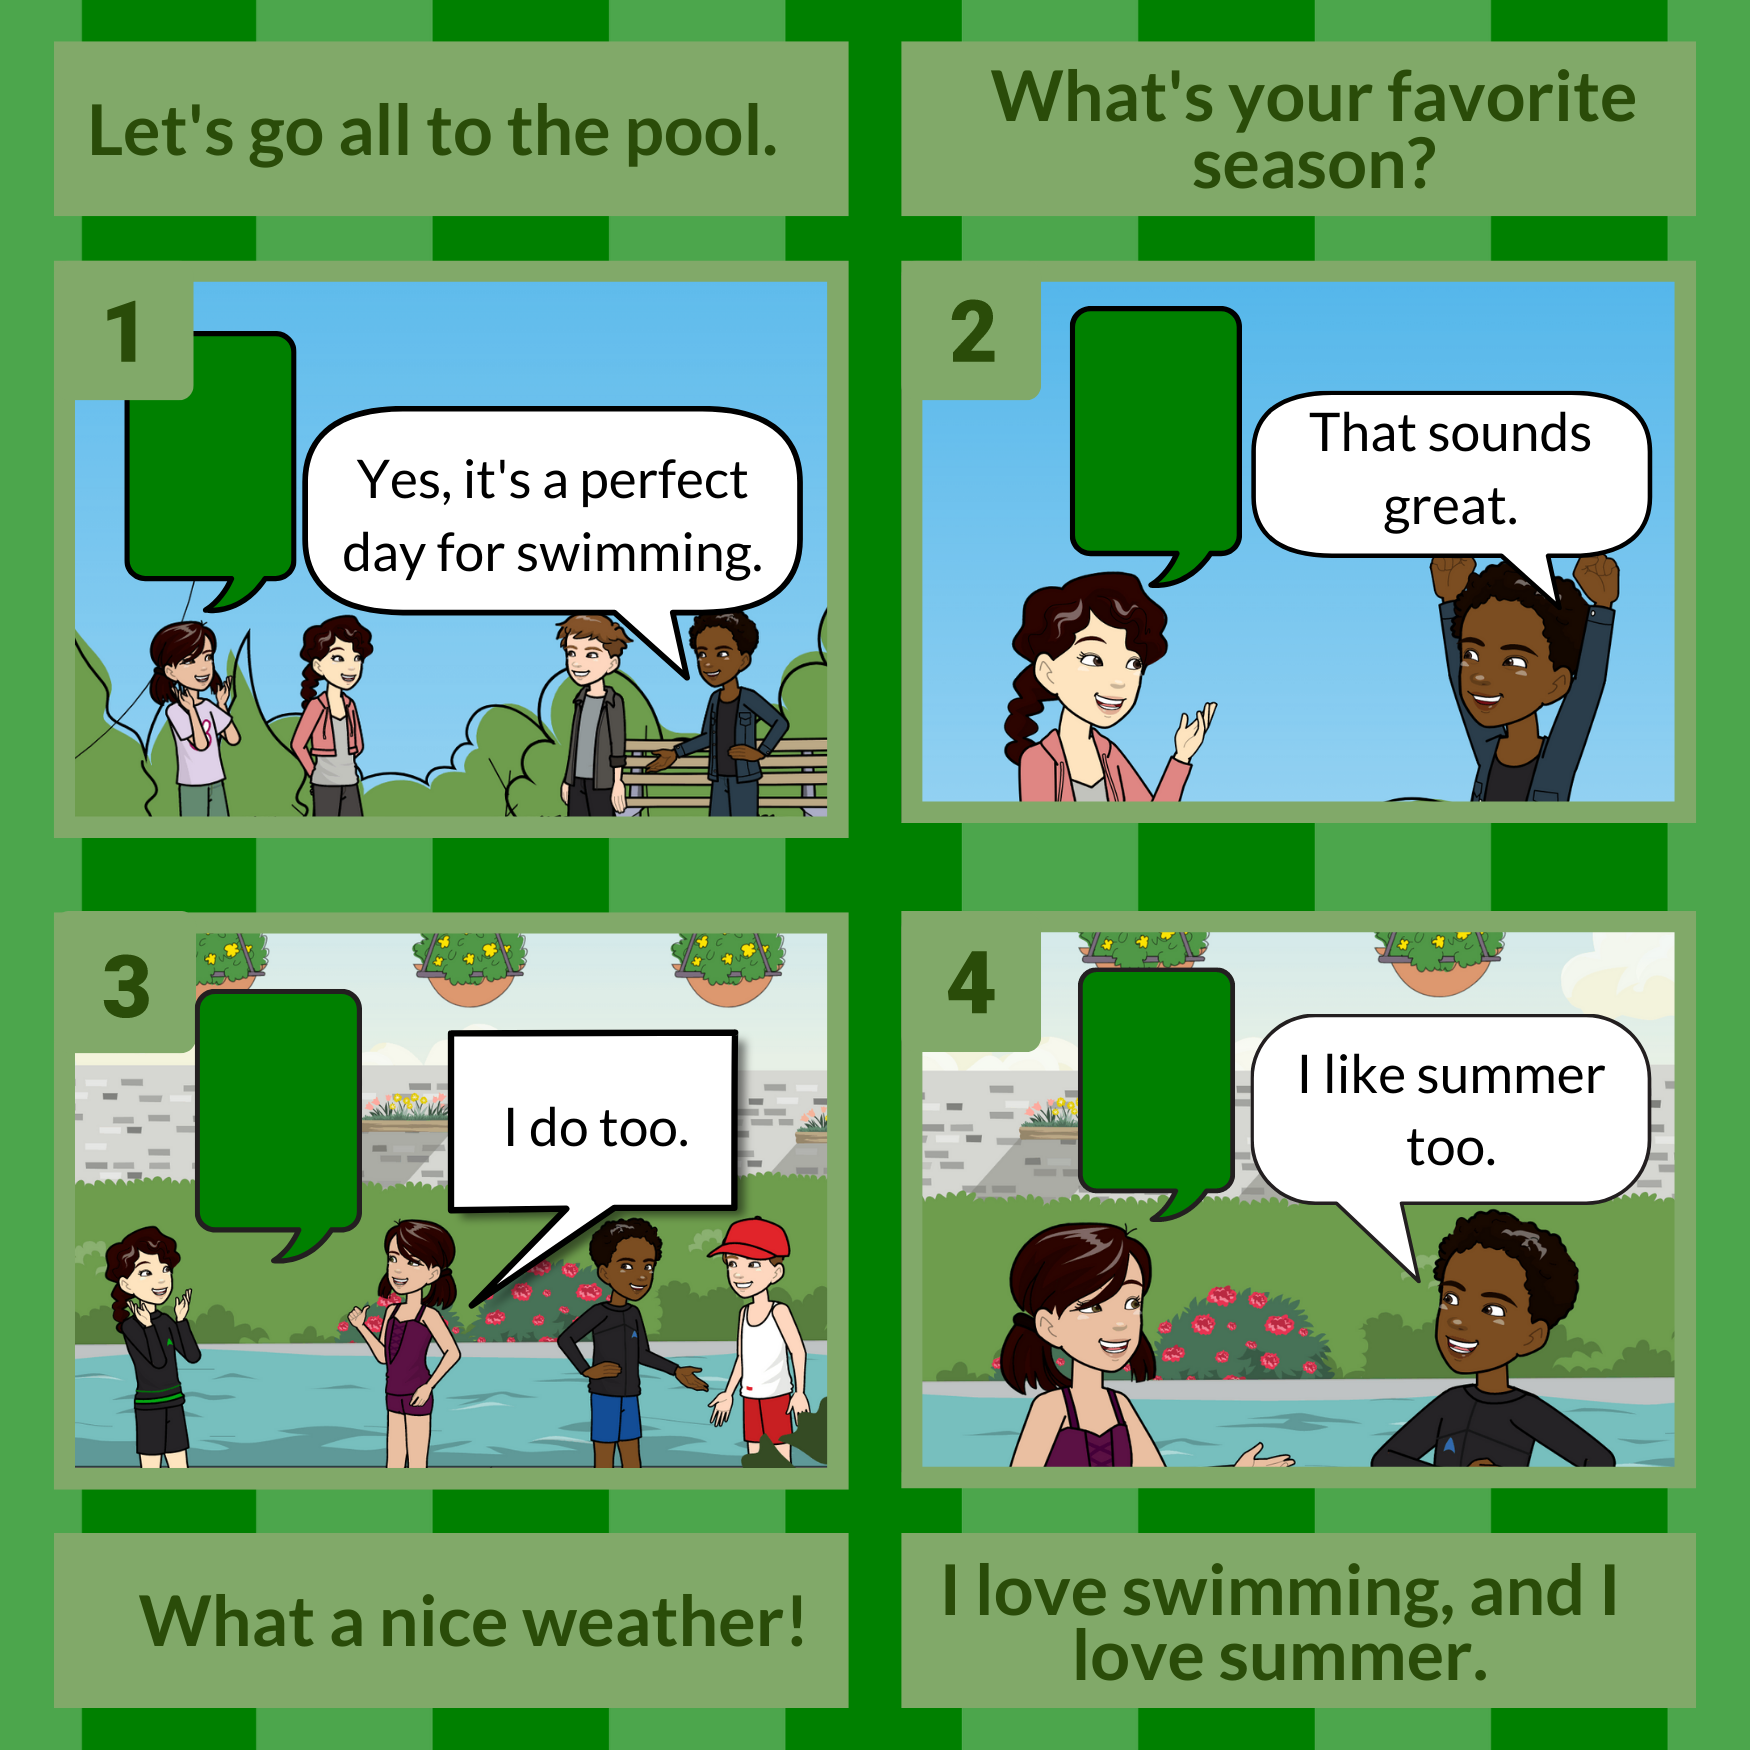 Let's go all to the pool.
What's your favorite
season?
1
Yes, it's a perfect
day for swimming.
2
That sounds
great.
3
I do too.
4
I like summer
too.
What a nice weather!
I love swimming, and I
love summer.